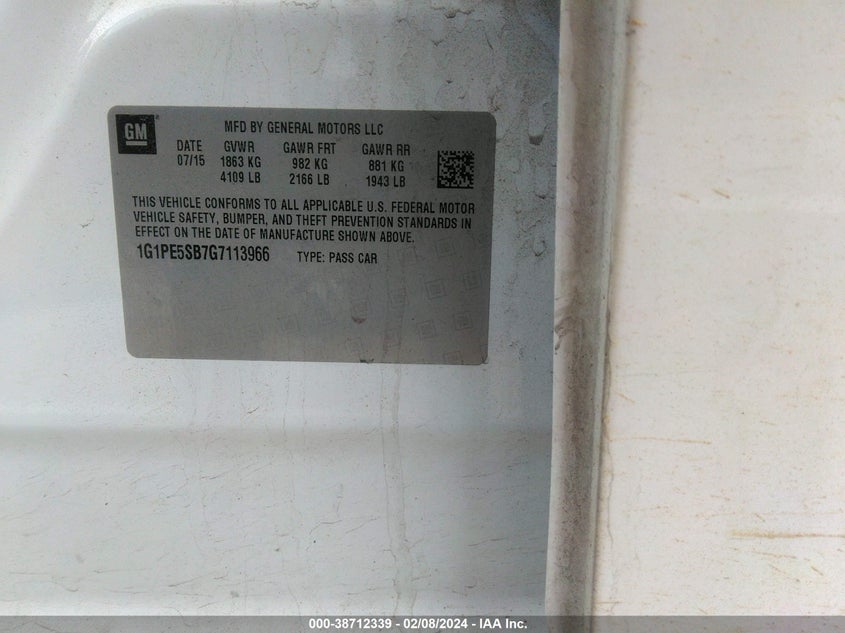 GM
MFD BY GENERAL MOTORS LLC
DATE GVWR GAWR FRT GAWR RR
07/15 1863 KG 982 KG 881 KG
4109 LB 2166 LB 1943 LB
THIS VEHICLE CONFORMS TO ALL APPLICABLE U.S. FEDERAL MOTOR
VEHICLE SAFETY, BUMPER, AND THEFT PREVENTION STANDARDS IN
EFFECT ON THE DATE OF MANUFACTURE SHOWN ABOVE.
1G1PE5SB7G7113966 TYPE: PASS CAR
000-38712339 - 02/08/2024 - IAA Inc.